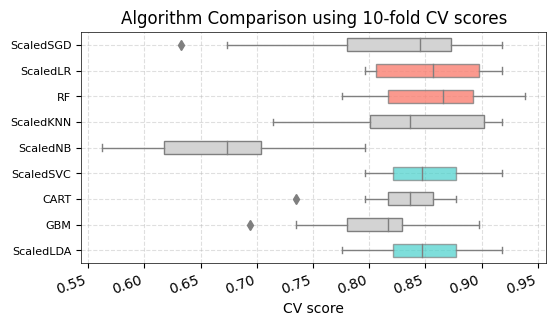 Algorithm Comparison using 10-fold CV scores
ScaledSGD
ScaledLR
RF
ScaledKNN
ScaledNB
ScaledSVC
CART
GBM
ScaledLDA
0.55 0.60 0.65 0.70 0.75 0.80 0.85 0.90 0.95
CV score